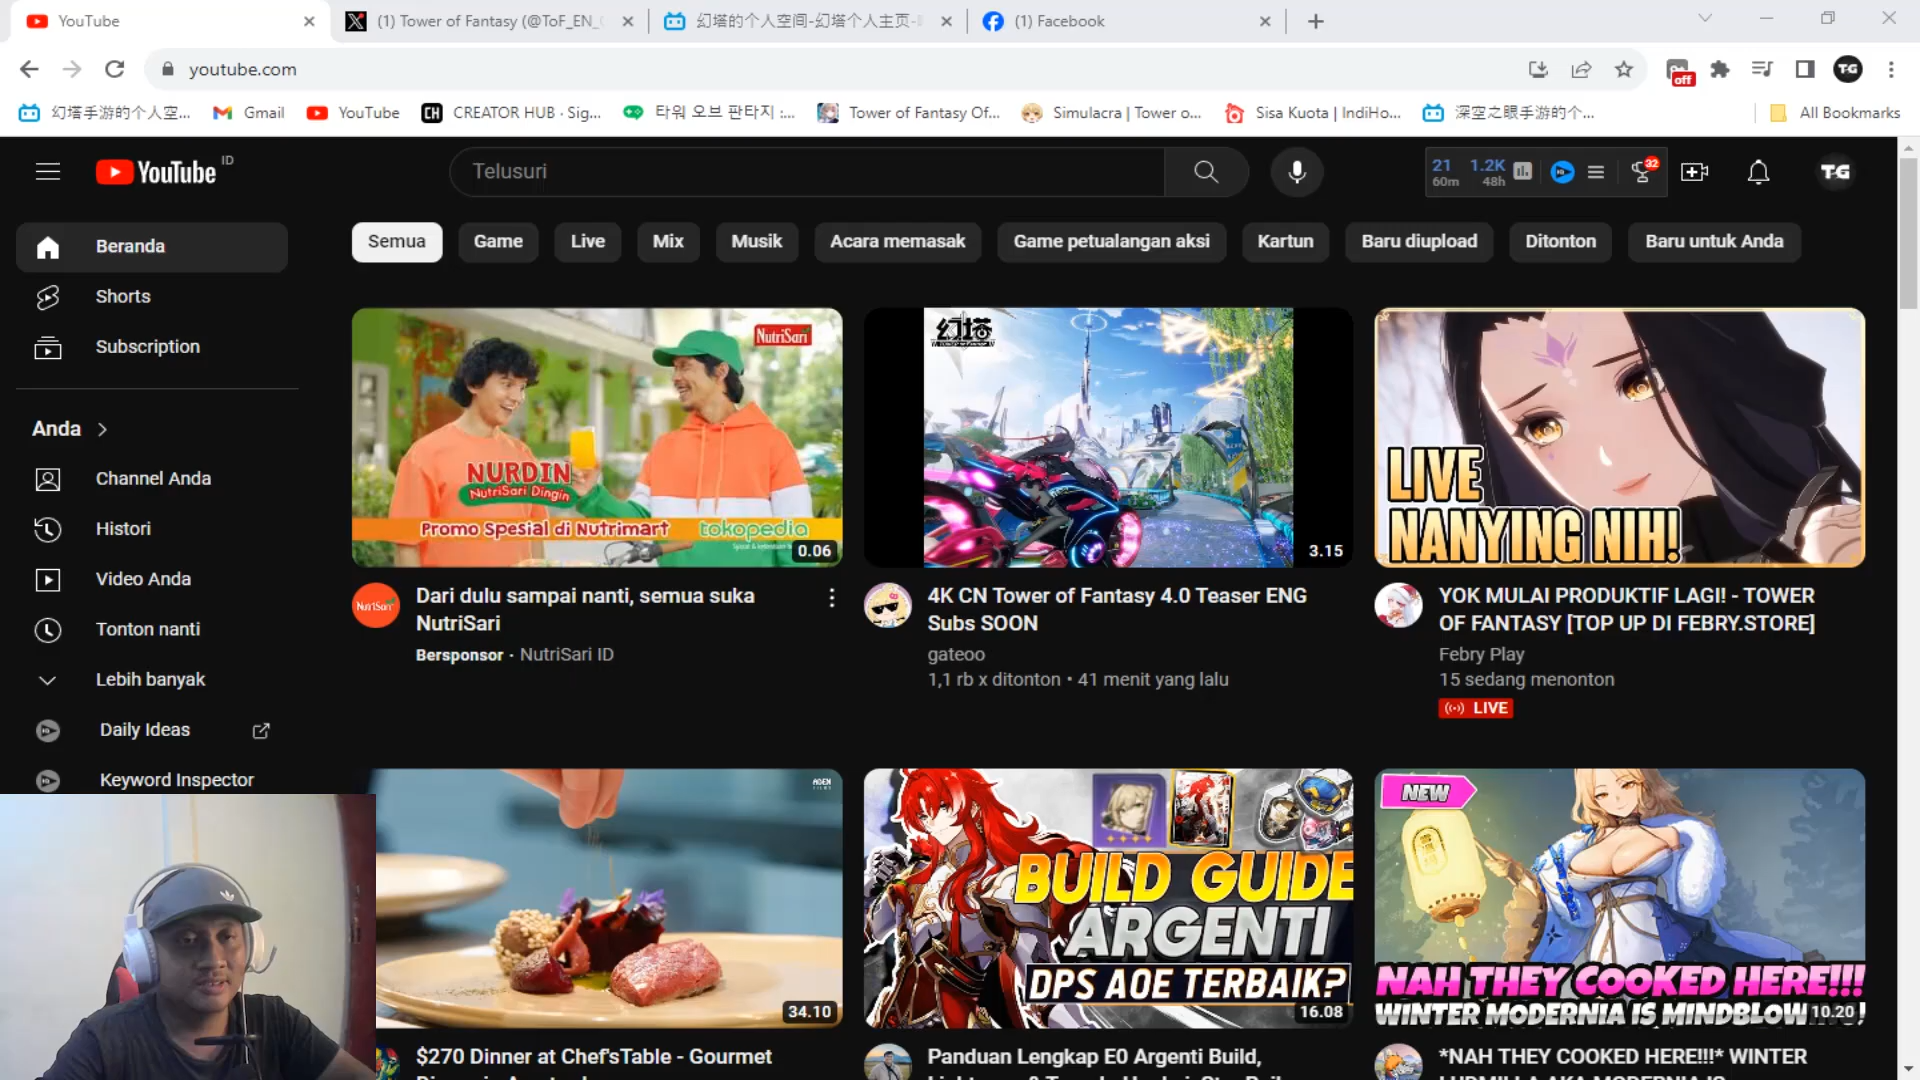 YouTube
(1) Tower of Fantasy (@ToF_EN_
幻塔的个人空间-幻塔个人主页-
(1) Facebook
youtube.com
off
T-G
幻塔手游的个人空...
Gmail
YouTube
CH
CREATOR HUB · Sig...
타워 오브 판타지 :...
Tower of Fantasy Of...
Simulacra | Tower o...
Sisa Kuota | IndiHo...
深空之眼手游的个...
All Bookmarks
YouTube ID
Telusuri
21
60m
1.2K
48h
32
T-G
Beranda
Shorts
Subscription
Anda
Channel Anda
Histori
Video Anda
Tonton nanti
Lebih banyak
Daily Ideas
Keyword Inspector
Semua
Game
Live
Mix
Musik
Acara memasak
Game petualangan aksi
Kartun
Baru diupload
Ditonton
Baru untuk Anda
NutriSari
NURDIN
NutriSari Dingin
Promo Spesial di Nutrimart
tokopedia
0.06
NutriSari
Dari dulu sampai nanti, semua suka
NutriSari
Bersponsor · NutriSari ID
幻塔
3.15
4K CN Tower of Fantasy 4.0 Teaser ENG
Subs SOON
gateoo
1,1 rb x ditonton • 41 menit yang lalu
LIVE
NANYING NIH!
YOK MULAI PRODUKTIF LAGI! - TOWER
OF FANTASY [TOP UP DI FEBRY.STORE]
Febry Play
15 sedang menonton
LIVE
34.10
$270 Dinner at Chef'sTable - Gourmet
BUILD GUIDE
ARGENTI
DPS AOE TERBAIK?
16.08
Panduan Lengkap E0 Argenti Build,
NEW
NAH THEY COOKED HERE!!!
WINTER MODERNIA IS MINDBLOW
10.20
*NAH THEY COOKED HERE!!!* WINTER